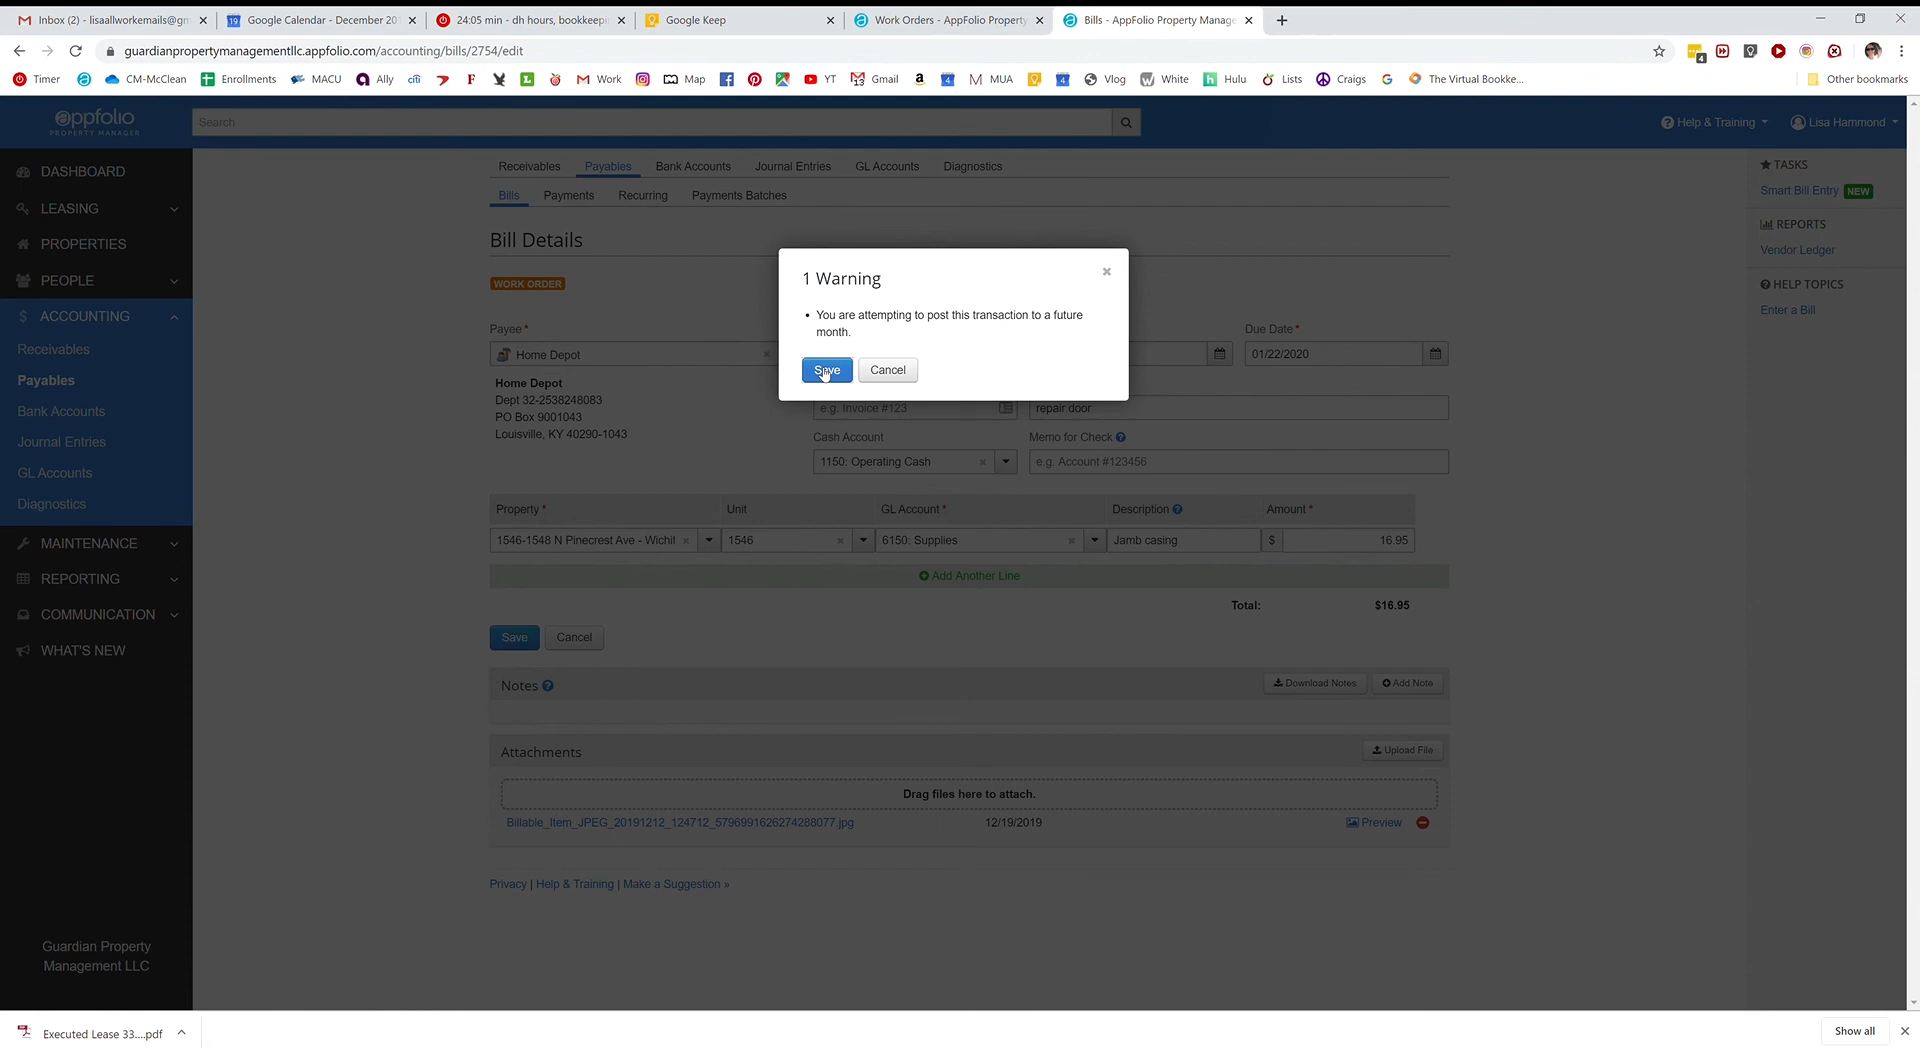 Inbox (2) - lisaallworkemails@gm
Google Calendar - December 201
24:05 min - dh hours, bookkeepin
Google Keep
Work Orders - AppFolio Property
Bills - AppFolio Property Manage
guardianpropertymanagementllc.appfolio.com/accounting/bills/2754/edit
Timer
CM-McClean
Enrollments
MACU
Ally
citi
Work
Map
YT
Gmail
MUA
Vlog
White
Hulu
Lists
Craigs
The Virtual Bookke...
Other bookmarks
appfolio
PROPERTY MANAGER
Search
Help & Training
Lisa Hammond
DASHBOARD
LEASING
PROPERTIES
PEOPLE
ACCOUNTING
Receivables
Payables
Bank Accounts
Journal Entries
GL Accounts
Diagnostics
MAINTENANCE
REPORTING
COMMUNICATION
WHAT'S NEW
Guardian Property
Management LLC
Receivables
Payables
Bank Accounts
Journal Entries
GL Accounts
Diagnostics
Bills
Payments
Recurring
Payments Batches
Bill Details
WORK ORDER
Payee *
Home Depot
Home Depot
Dept 32-2538248083
PO Box 9001043
Louisville, KY 40290-1043
1 Warning
• You are attempting to post this transaction to a future
month.
Save
Cancel
Due Date *
01/22/2020
e.g. Invoice #123
repair door
Cash Account
Memo for Check
1150: Operating Cash
e.g. Account #123456
Property *
Unit
GL Account *
Description
Amount *
1546-1548 N Pinecrest Ave - Wichit
1546
6150: Supplies
Jamb casing
$
16.95
Add Another Line
Total:
$16.95
Save
Cancel
Notes
Download Notes
Add Note
Attachments
Upload File
Drag files here to attach.
Billable_Item_JPEG_20191212_124712_5796991626274288077.jpg
12/19/2019
Preview
Privacy | Help & Training | Make a Suggestion »
TASKS
Smart Bill Entry NEW
REPORTS
Vendor Ledger
HELP TOPICS
Enter a Bill
Executed Lease 33....pdf
Show all